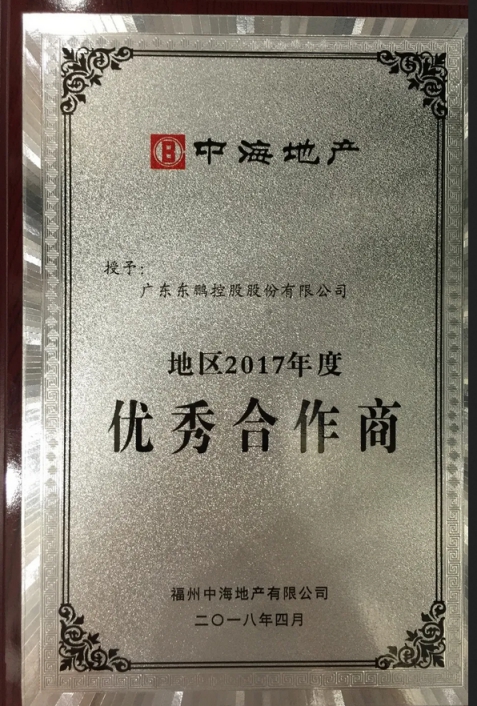 中海地产
授予：
广东东鹏控股股份有限公司
地区2017年度
优秀合作商
福州中海地产有限公司
二〇一八年四月